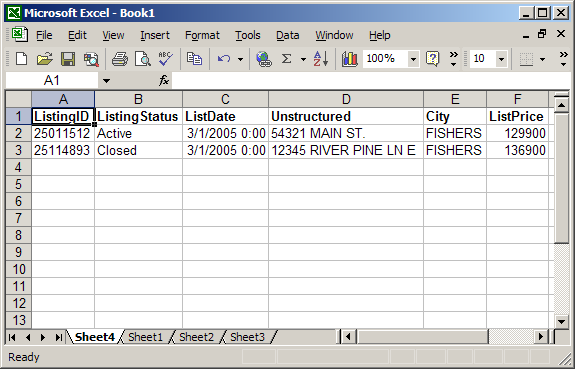 Microsoft Excel - Book1
File Edit View Insert Format Tools Data Window Help
Σ 100% ? » 10 »
A1 fx
A B C D E F
1 ListingID ListingStatus ListDate Unstructured City ListPrice
2 25011512 Active 3/1/2005 0:00 54321 MAIN ST. FISHERS 129900
3 25114893 Closed 3/1/2005 0:00 12345 RIVER PINE LN E FISHERS 136900
4
5
6
7
8
9
10
11
12
13
Sheet4 Sheet1 Sheet2 Sheet3
Ready